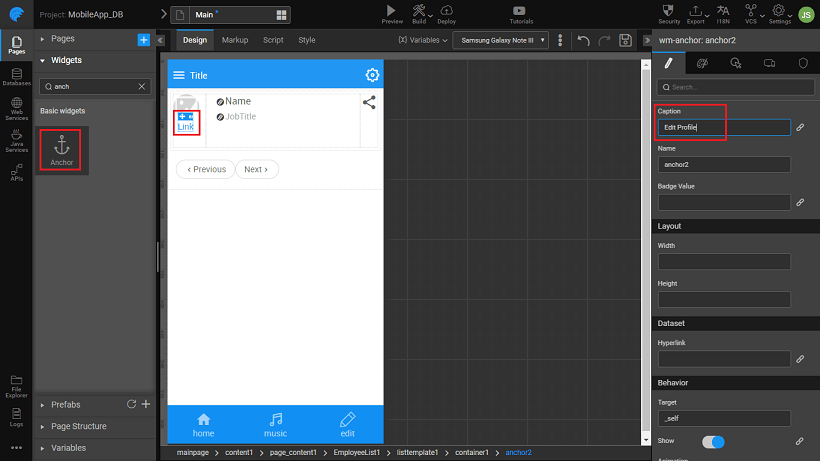 Project: MobileApp_DB
Main *
Preview
Build
Deploy
Tutorials
Security
Export
I18N
VCS
Settings
JS
Pages
Databases
Web
Services
Java
Services
APIs
File
Explorer
Logs
Pages
Widgets
anch
Basic widgets
Anchor
Prefabs
Page Structure
Variables
Design
Markup
Script
Style
{X} Variables
Samsung Galaxy Note III
Title
Name
JobTitle
Link
Previous
Next
home
music
edit
mainpage > content1 > page_content1 > EmployeeList1 > listtemplate1 > container1 > anchor2
wm-anchor: anchor2
Search...
Caption
Edit Profile
Name
anchor2
Badge Value
Layout
Width
Height
Dataset
Hyperlink
Behavior
Target
_self
Show